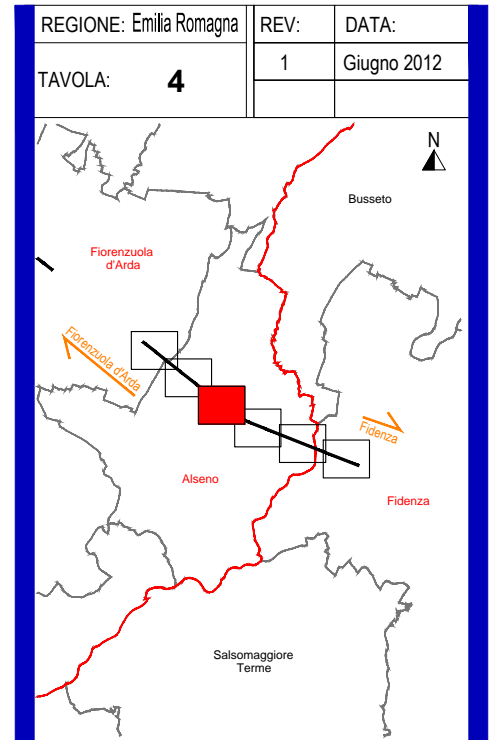 REGIONE: Emilia Romagna
REV:
DATA:
TAVOLA: 4
1
Giugno 2012
N
Busseto
Fiorenzuola
d'Arda
Fiorenzuola d'Arda
Fidenza
Alseno
Fidenza
Salsomaggiore
Terme